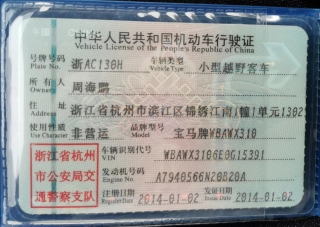 中华人民共和国机动车行驶证
Vehicle License of the People's Republic of China
号牌号码 浙AC130H 车辆类型 小型越野客车
Plate No. Vehicle Type
所有人 周海鹏
Owner
住址 浙江省杭州市滨江区锦绣江南1幢1单元1302
使用性质 非营运 品牌型号 宝马牌WBAWX310
Use Character
浙江省杭州
市公安局交
通警察支队
车辆识别代号 WBAWX3106E0G15391
VIN
发动机号码 A7940566N20B20A
Engine No.
注册日期 2014-01-02 发证日期 2014-01-02
Register Date Issue Date